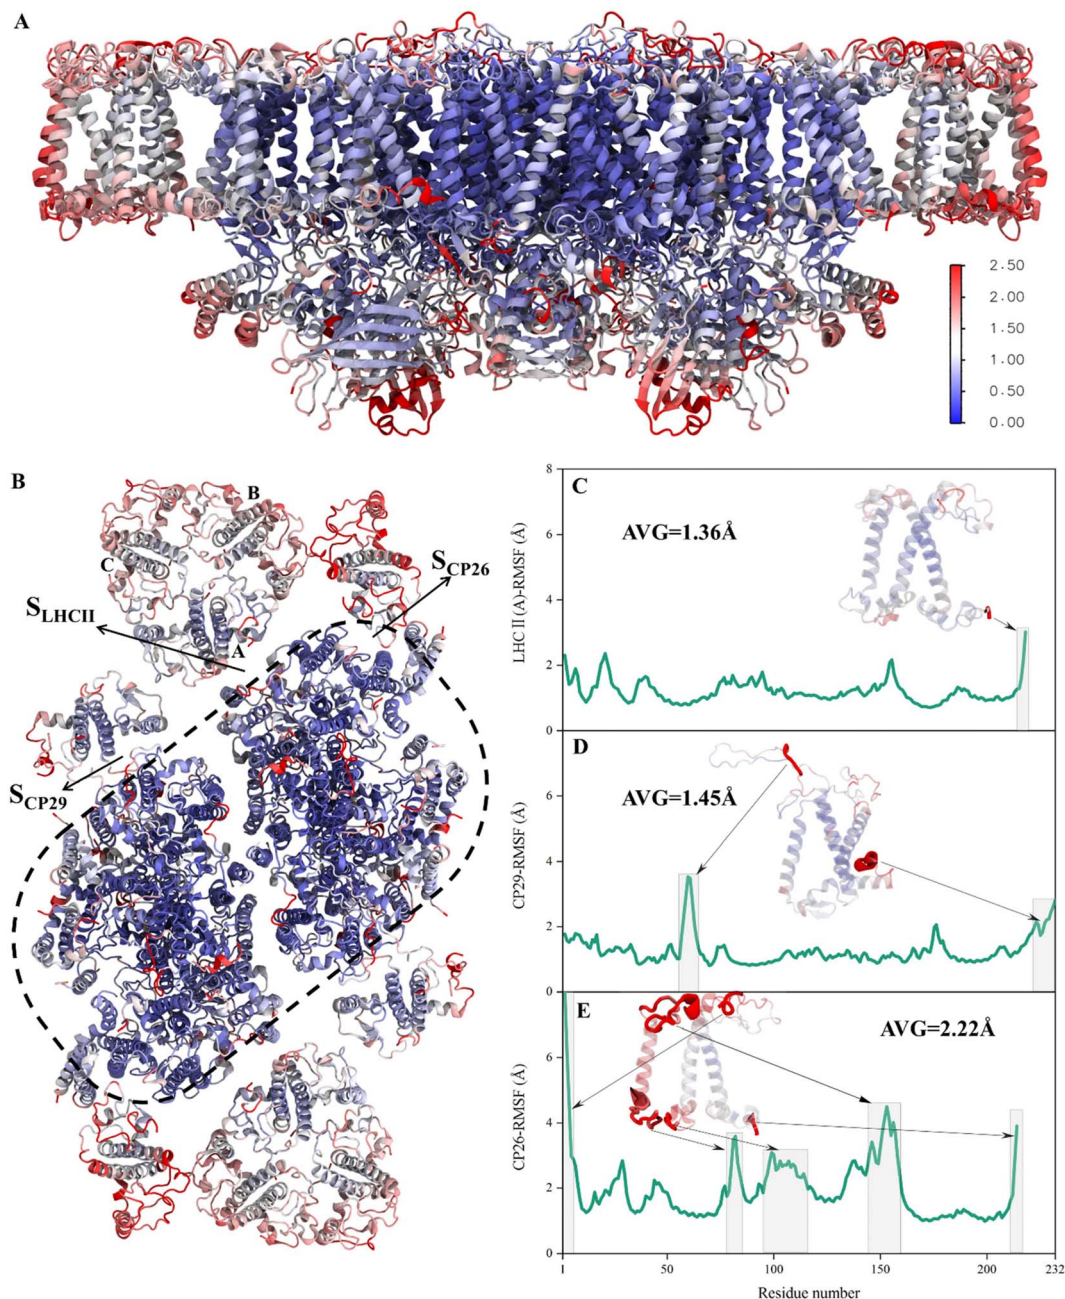 A
2.50
2.00
1.50
1.00
0.50
0.00
B
B
C
A
S_CP26
S_LHCII
S_CP29
C
AVG=1.36Å
LHCⅡ(A)-RMSF (Å)
8
6
4
2
0
D
AVG=1.45Å
CP29-RMSF (Å)
6
4
2
0
E
AVG=2.22Å
CP26-RMSF (Å)
6
4
2
0
1
50
100
150
200
232
Residue number